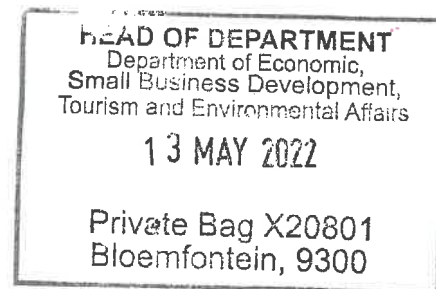 HEAD OF DEPARTMENT
Department of Economic,
Small Business Development,
Tourism and Environmental Affairs
13 MAY 2022
Private Bag X20801
Bloemfontein, 9300